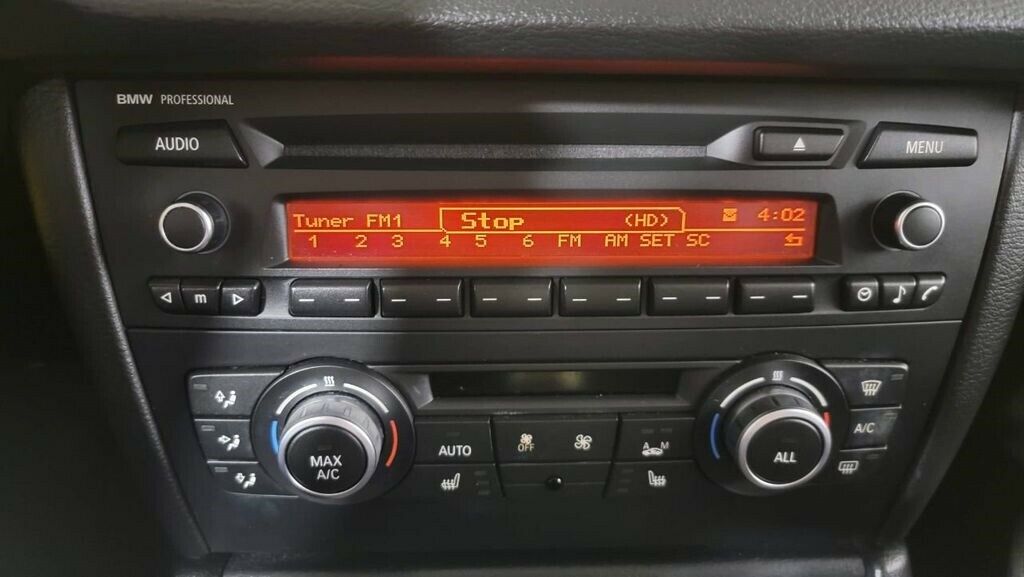 BMW PROFESSIONAL
AUDIO
MENU
Tuner FM1 Stop (HD) 4:02
1 2 3 4 5 6 FM AM SET SC
m
MAX
A/C
AUTO
OFF
A M
ALL
A/C